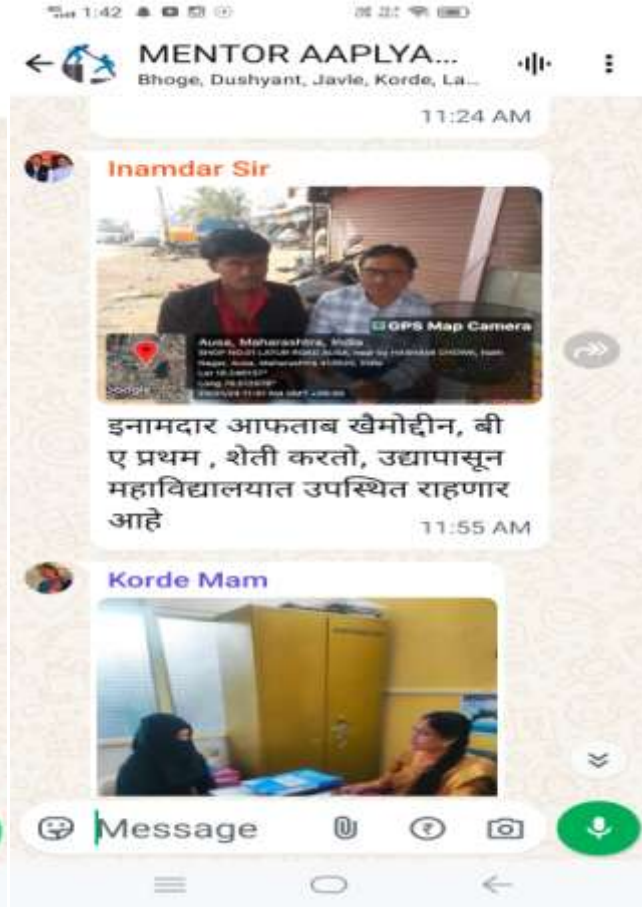 1:42
MENTOR AAPLYA...
Bhoge, Dushyant, Javle, Korde, La...
11:24 AM
Inamdar Sir
GPS Map Camera
Ausa, Maharashtra, India
Google
इनामदार आफताब खैमोद्दीन, बी
ए प्रथम , शेती करतो, उद्यापासून
महाविद्यालयात उपस्थित राहणार
आहे
11:55 AM
Korde Mam
Message